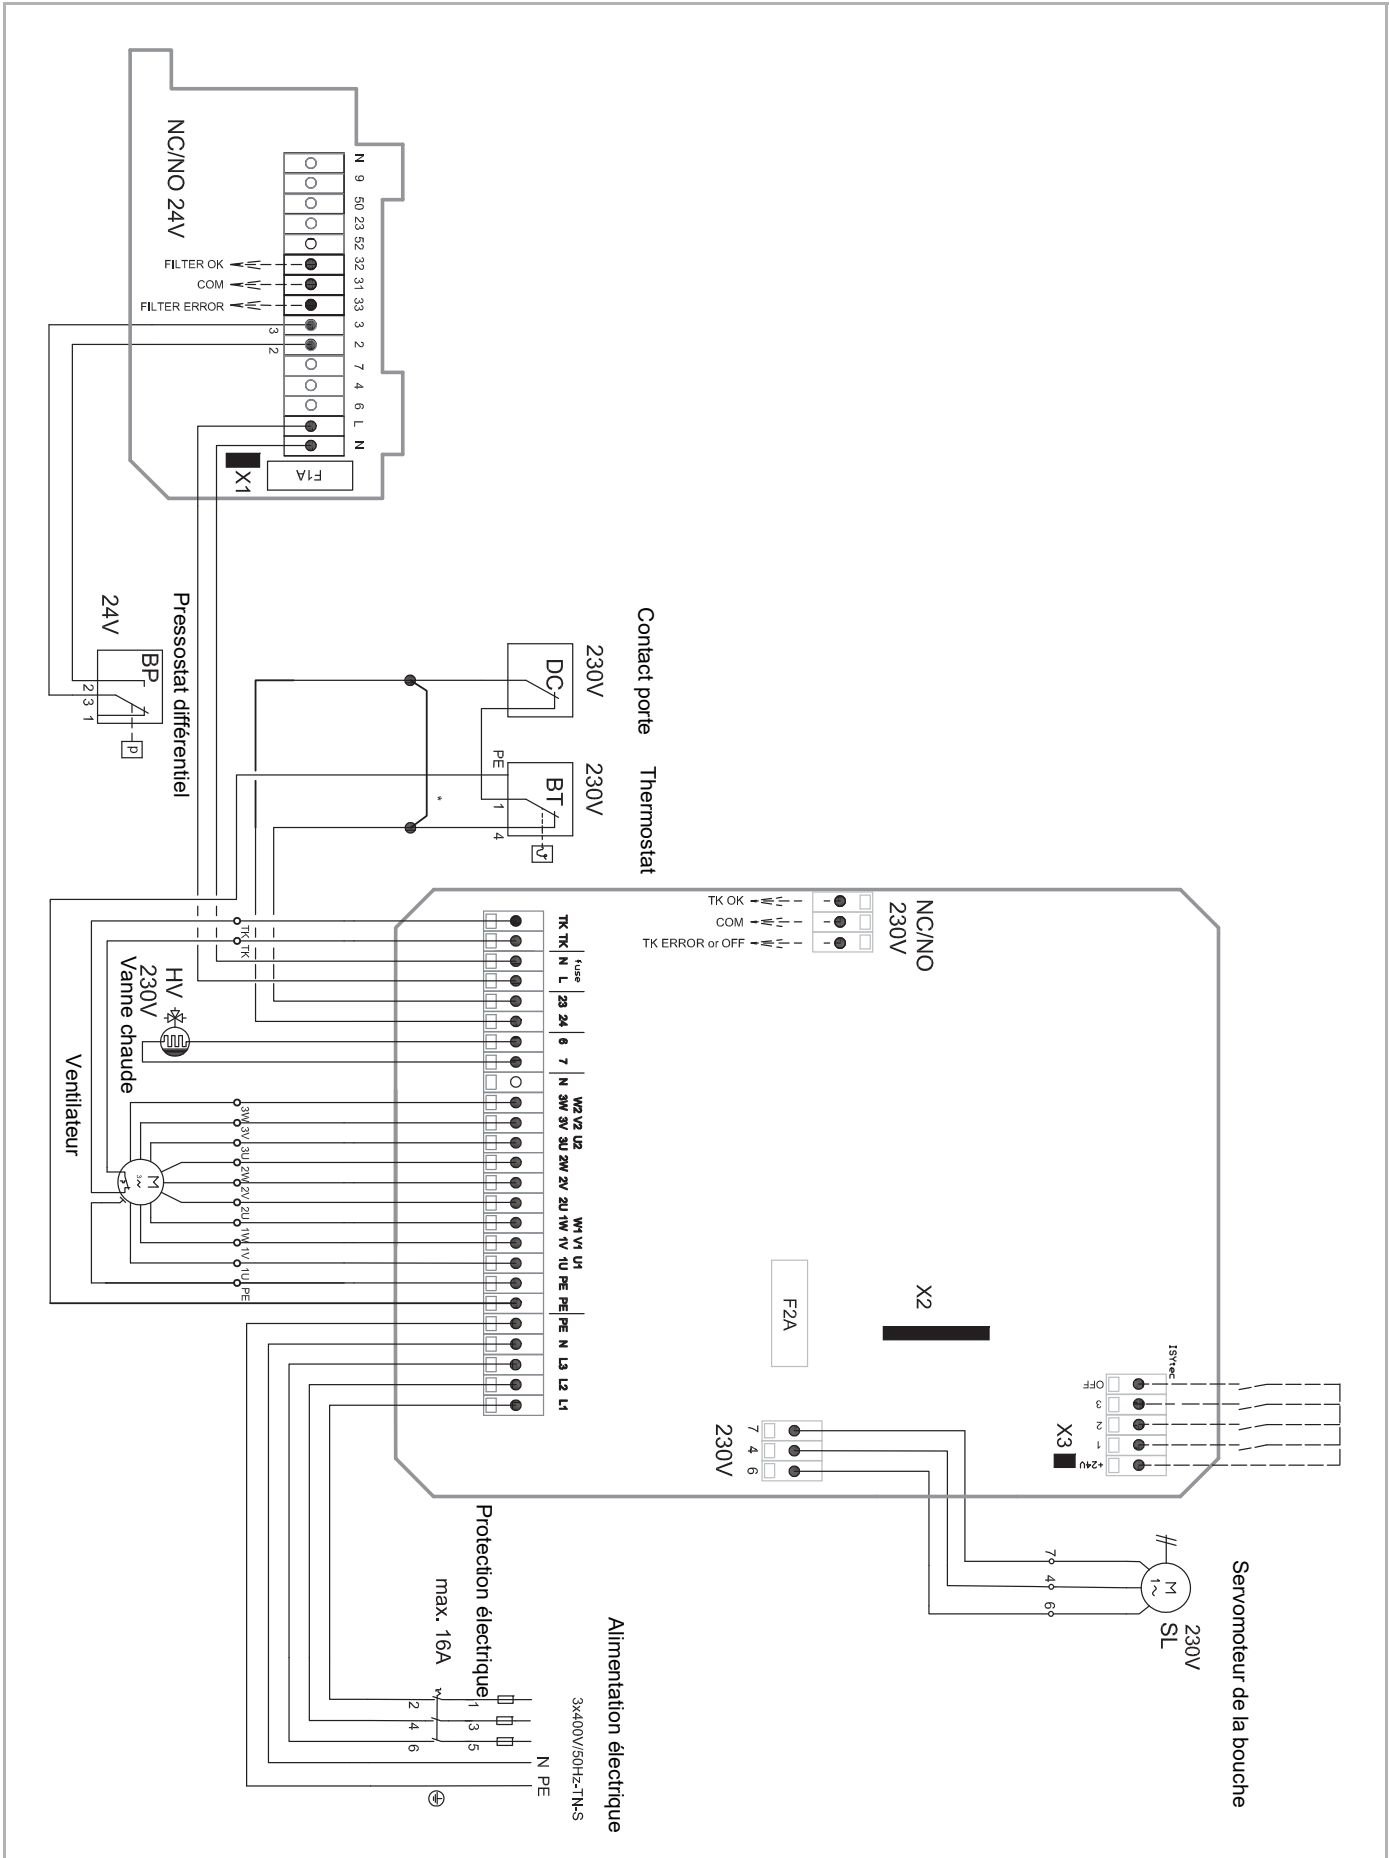 NC/NO 24V
N
9
50
23
52
32
31
33
3
2
7
4
6
L
N
FILTER OK
COM
FILTER ERROR
3
2
X1
F1A
Pressostat différentiel
24V
BP
2
3
1
p
Contact porte
230V
DC
Thermostat
230V
BT
PE
1
4
*
TK OK
COM
TK ERROR or OFF
NC/NO
230V
TK
TK
N
L
fuse
23
24
6
7
N
3W
3V
3U
W2 V2 U2
2W
2V
2U
1W
1V
1U
W1 V1 U1
PE
PE
PE
N
L3
L2
L1
TK
TK
HV
230V
Vanne chaude
Ventilateur
M
3~
3W
3V
3U
2W
2V
2U
1W
1V
1U
PE
F2A
X2
ISYtec
OFF
3
2
1
+24V
X3
7
4
6
230V
7
4
6
M
1~
230V
SL
Servomoteur de la bouche
Protection électrique
max. 16A
2
4
6
1
3
5
Alimentation électrique
3x400V/50Hz-TN-S
N
PE